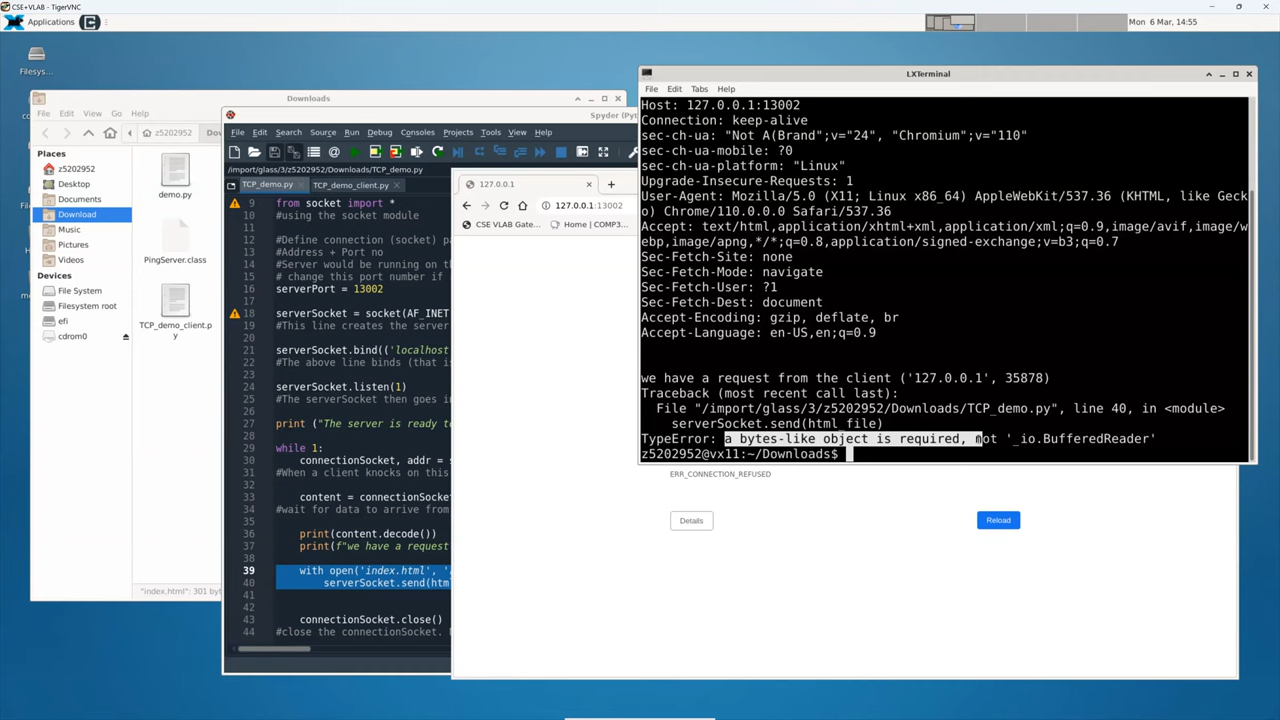 CSE+VLAB - TigerVNC
Applications
Mon 6 Mar, 14:55
Filesys...
Downloads
File Edit View Go Help
z5202952
Places
z5202952
Desktop
Documents
Download
Music
Pictures
Videos
Devices
File System
Filesystem root
efi
cdrom0
demo.py
PingServer.class
TCP_demo_client.p
y
"index.html": 301 by
Spyder (Pyt
File Edit Search Source Run Debug Consoles Projects Tools View Help
/import/glass/3/z5202952/Downloads/TCP_demo.py
TCP_demo.py
TCP_demo_client.py
9 from socket import *
10 #using the socket module
11
12 #Define connection (socket) pa
13 #Address + Port no
14 #Server would be running on th
15 # change this port number if
16 serverPort = 13002
17
18 serverSocket = socket(AF_INET
19 #This line creates the server
20
21 serverSocket.bind(('localhost
22 #The above line binds (that is
23
24 serverSocket.listen(1)
25 #The serverSocket then goes in
26
27 print ("The server is ready t
28
29 while 1:
30 connectionSocket, addr = s
31 #When a client knocks on this
32
33 content = connectionSocket
34 #wait for data to arrive from
35
36 print(content.decode())
37 print(f"we have a request
38
39 with open('index.html', '
40 serverSocket.send(html
41
42
43 connectionSocket.close()
44 #close the connectionSocket.
127.0.0.1
127.0.0.1:13002
CSE VLAB Gate...
Home | COMP3...
ERR_CONNECTION_REFUSED
Details
Reload
LXTerminal
File Edit Tabs Help
Host: 127.0.0.1:13002
Connection: keep-alive
sec-ch-ua: "Not A(Brand";v="24", "Chromium";v="110"
sec-ch-ua-mobile: ?0
sec-ch-ua-platform: "Linux"
Upgrade-Insecure-Requests: 1
User-Agent: Mozilla/5.0 (X11; Linux x86_64) AppleWebKit/537.36 (KHTML, like Geck
o) Chrome/110.0.0.0 Safari/537.36
Accept: text/html,application/xhtml+xml,application/xml;q=0.9,image/avif,image/w
ebp,image/apng,*/*;q=0.8,application/signed-exchange;v=b3;q=0.7
Sec-Fetch-Site: none
Sec-Fetch-Mode: navigate
Sec-Fetch-User: ?1
Sec-Fetch-Dest: document
Accept-Encoding: gzip, deflate, br
Accept-Language: en-US,en;q=0.9
we have a request from the client ('127.0.0.1', 35878)
Traceback (most recent call last):
File "/import/glass/3/z5202952/Downloads/TCP_demo.py", line 40, in <module>
serverSocket.send(html_file)
TypeError: a bytes-like object is required, not '_io.BufferedReader'
z5202952@vx11:~/Downloads$